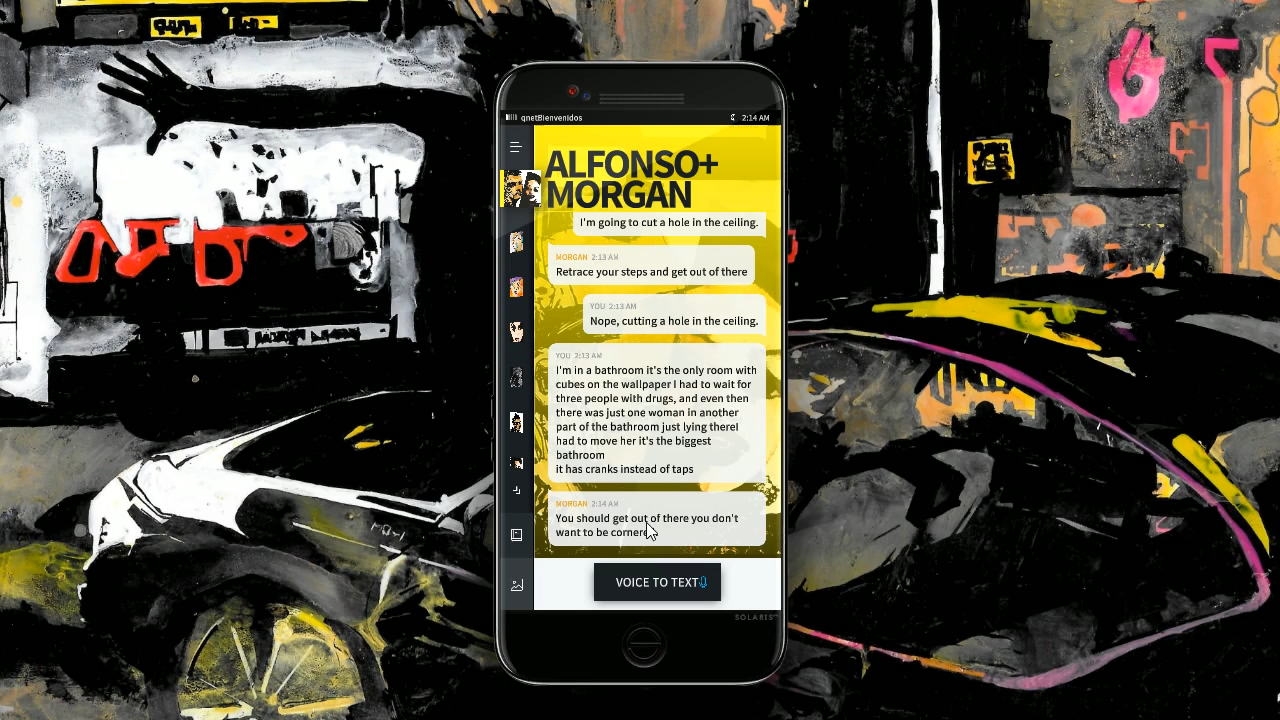 qnetBienvenidos 2:14 AM
ALFONSO+
MORGAN
I'm going to cut a hole in the ceiling.
MORGAN 2:13 AM
Retrace your steps and get out of there
YOU 2:13 AM
Nope, cutting a hole in the ceiling.
YOU 2:13 AM
I'm in a bathroom it's the only room with
cubes on the wallpaper I had to wait for
three people with drugs, and even then
there was just one woman in another
part of the bathroom just lying thereI
had to move her it's the biggest
bathroom
it has cranks instead of taps
MORGAN 2:14 AM
You should get out of there you don't
want to be cornered
VOICE TO TEXT
SOLARIS
6